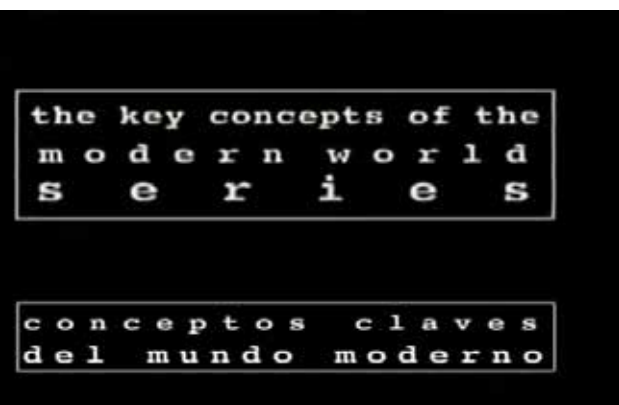 the key concepts of the
modern world
series
conceptos claves
del mundo moderno